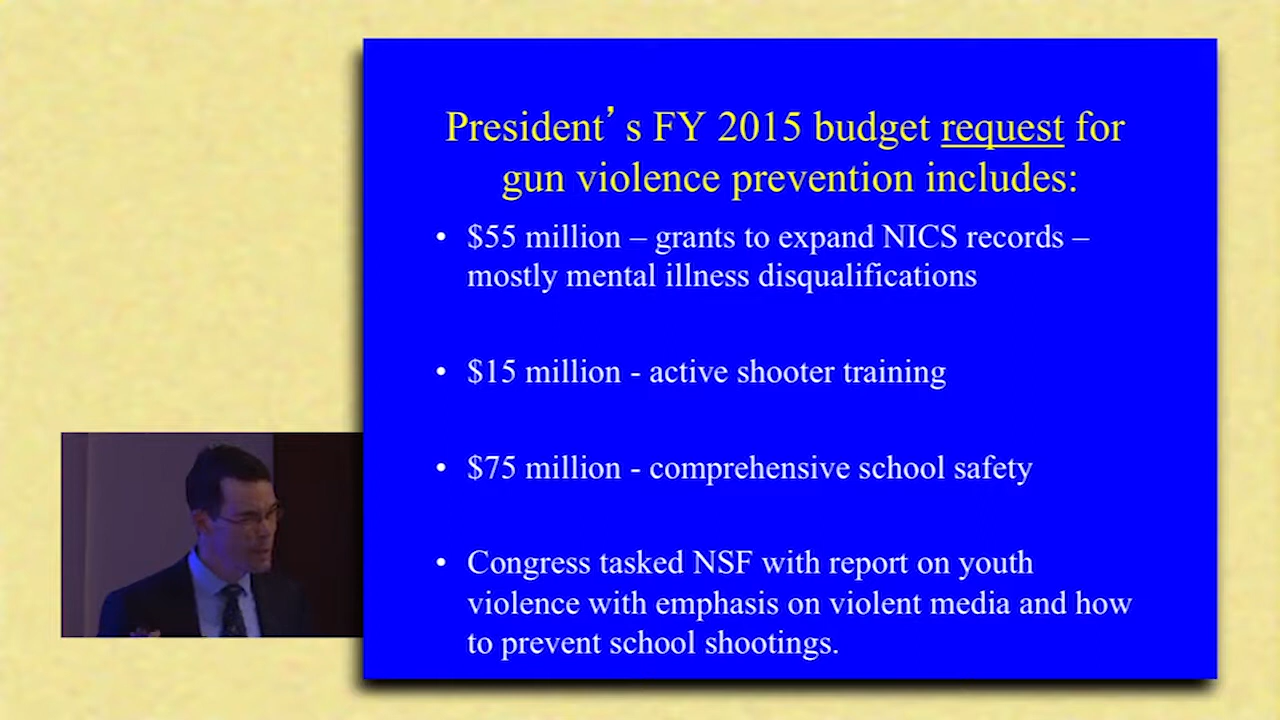 President’s FY 2015 budget request for
gun violence prevention includes:
• $55 million – grants to expand NICS records –
mostly mental illness disqualifications
• $15 million - active shooter training
• $75 million - comprehensive school safety
• Congress tasked NSF with report on youth
violence with emphasis on violent media and how
to prevent school shootings.